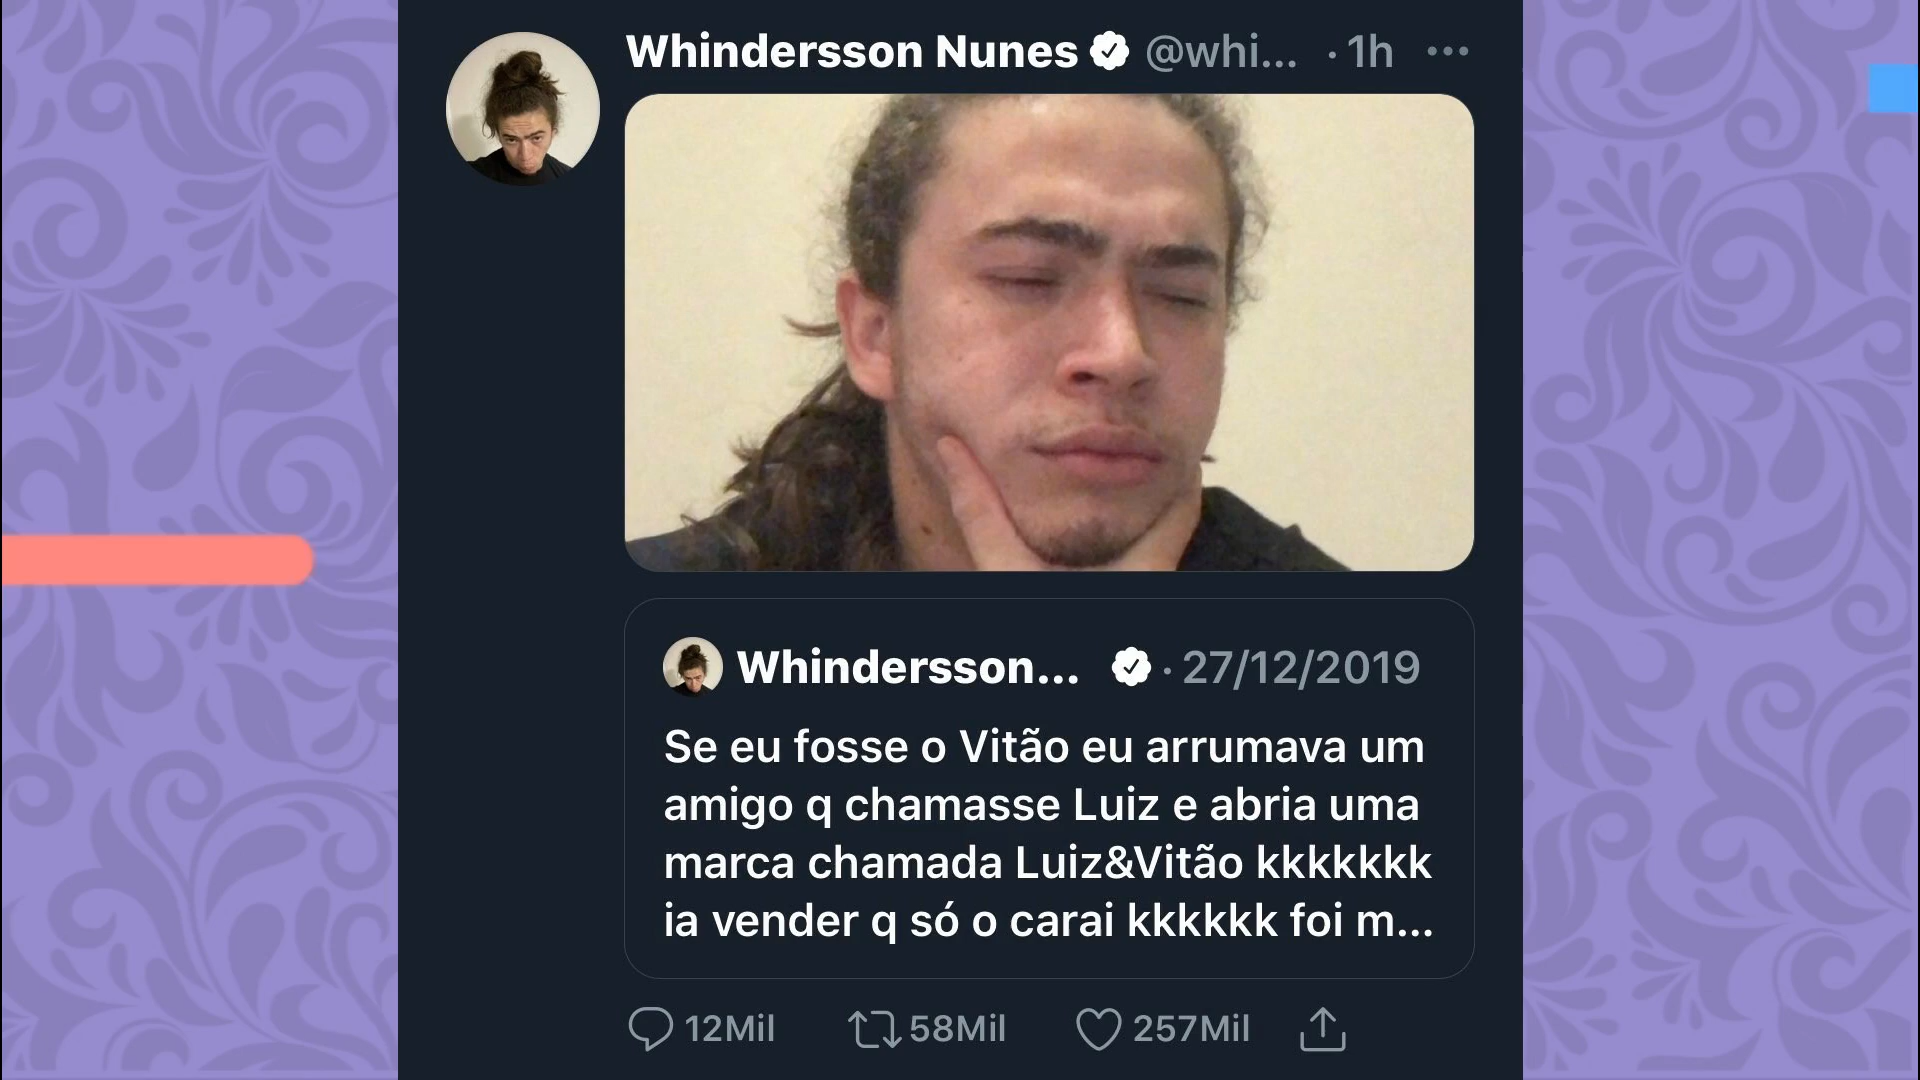 Whindersson Nunes @whi... · 1h
Whindersson... · 27/12/2019
Se eu fosse o Vitão eu arrumava um
amigo q chamasse Luiz e abria uma
marca chamada Luiz&Vitão kkkkkkk
ia vender q só o carai kkkkkk foi m...
12Mil 58Mil 257Mil